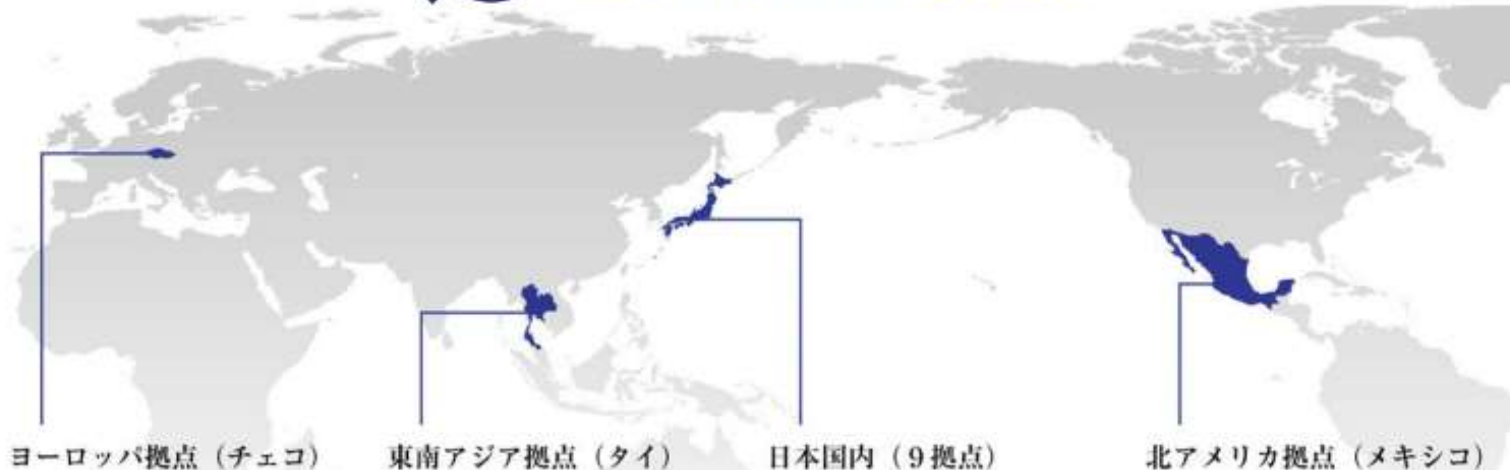 ヨーロッパ拠点（チェコ）
東南アジア拠点（タイ）
日本国内（9拠点）
北アメリカ拠点（メキシコ）